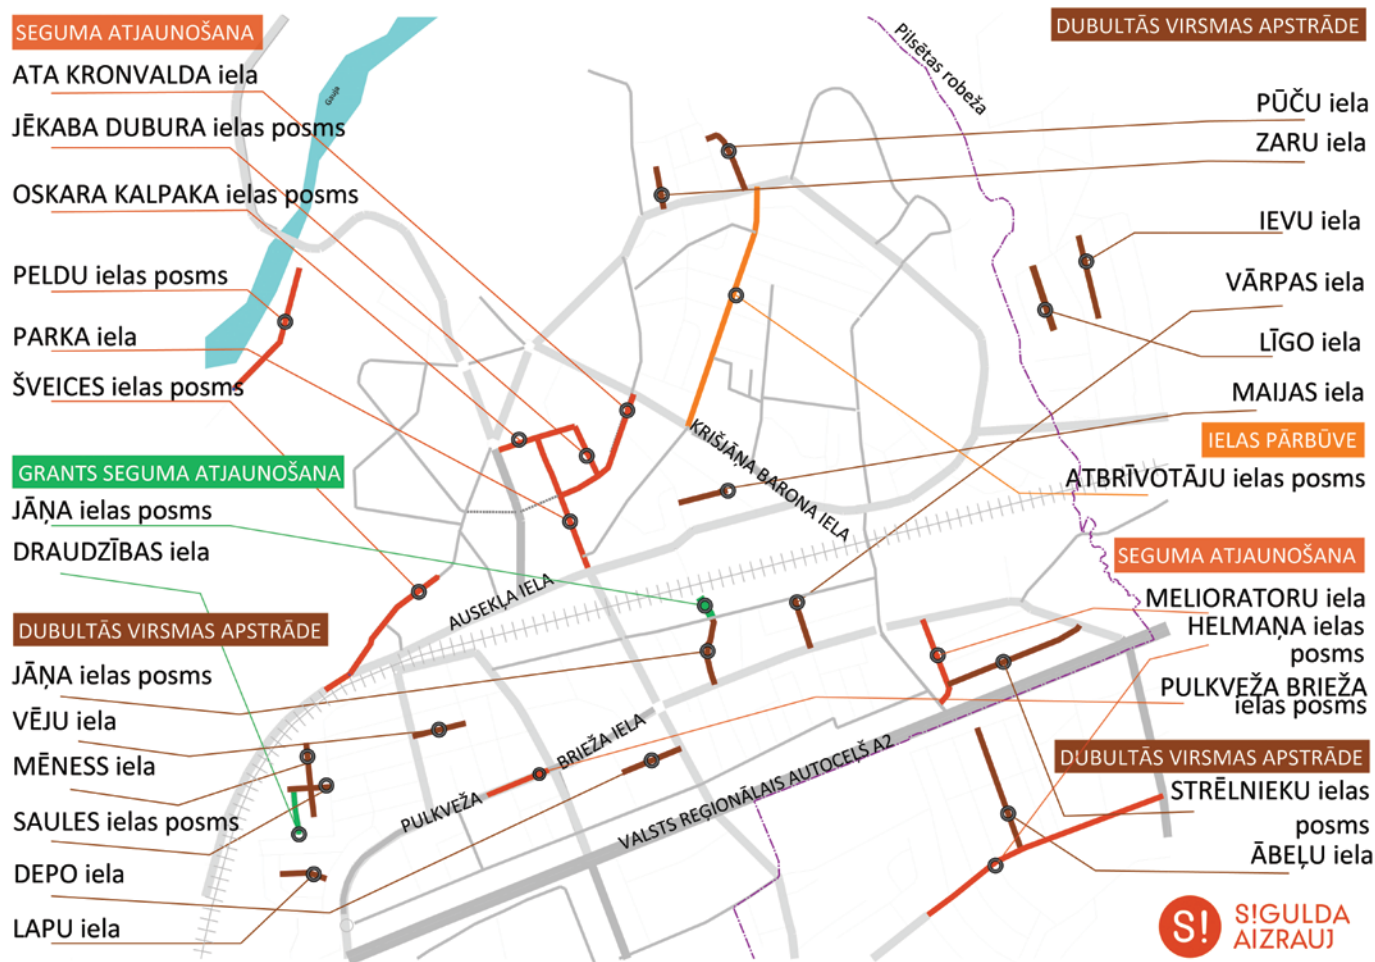 SEGUMA ATJAUNOŠANA
ATA KRONVALDA iela
JĒKABA DUBURA ielas posms
OSKARA KALPAKA ielas posms
PELDU ielas posms
PARKA iela
ŠVEICES ielas posms
GRANTS SEGUMA ATJAUNOŠANA
JĀŅA ielas posms
DRAUDZĪBAS iela
DUBULTĀS VIRSMAS APSTRĀDE
JĀŅA ielas posms
VĒJU iela
MĒNESS iela
SAULES ielas posms
DEPO iela
LAPU iela
Gauja
Pilsētas robeža
KRIŠJĀŅA BARONA IELA
AUSEKĻA IELA
PULKVEŽA BRIEŽA IELA
VALSTS REĢIONĀLAIS AUTOCEĻŠ A2
DUBULTĀS VIRSMAS APSTRĀDE
PŪČU iela
ZARU iela
IEVU iela
VĀRPAS iela
LĪGO iela
MAIJAS iela
IELAS PĀRBŪVE
ATBRĪVOTĀJU ielas posms
SEGUMA ATJAUNOŠANA
MELIORATORU iela
HELMAŅA ielas
posms
PULKVEŽA BRIEŽA
ielas posms
DUBULTĀS VIRSMAS APSTRĀDE
STRĒLNIEKU ielas
posms
ĀBEĻU iela
S!
S!GULDA
AIZRAUJ